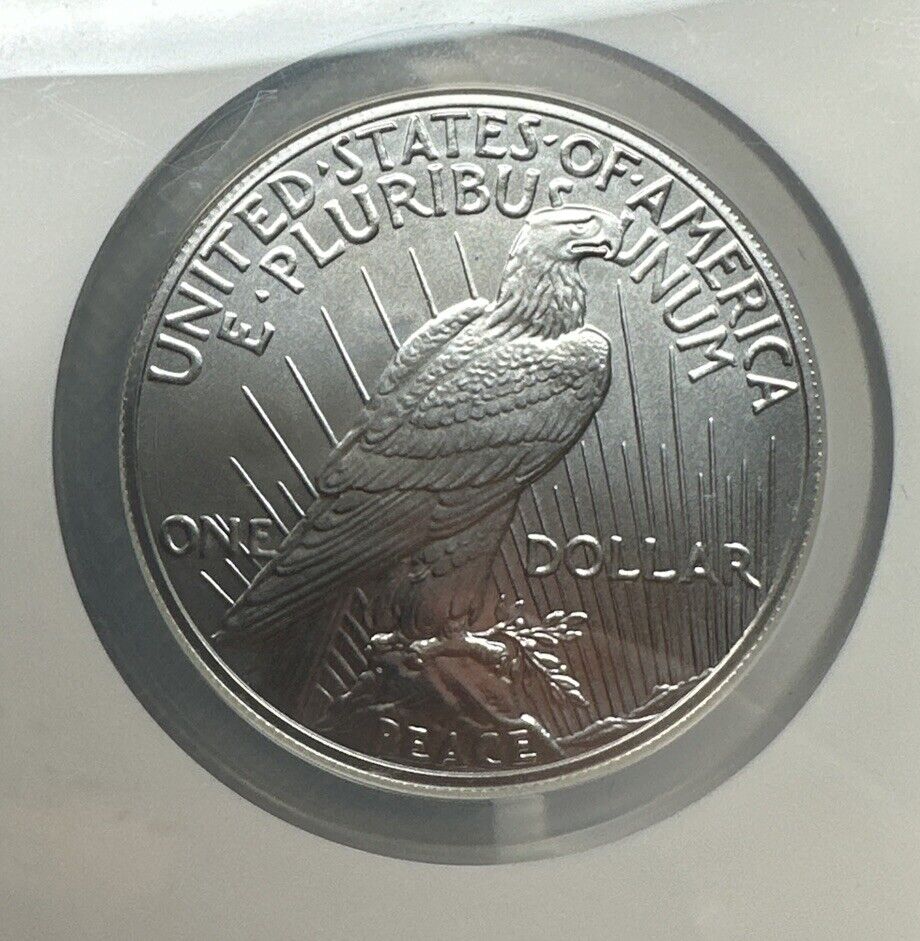 UNITED·STATES·OF·AMERICA
E·PLURIBUS UNUM
ONE DOLLAR
PEACE